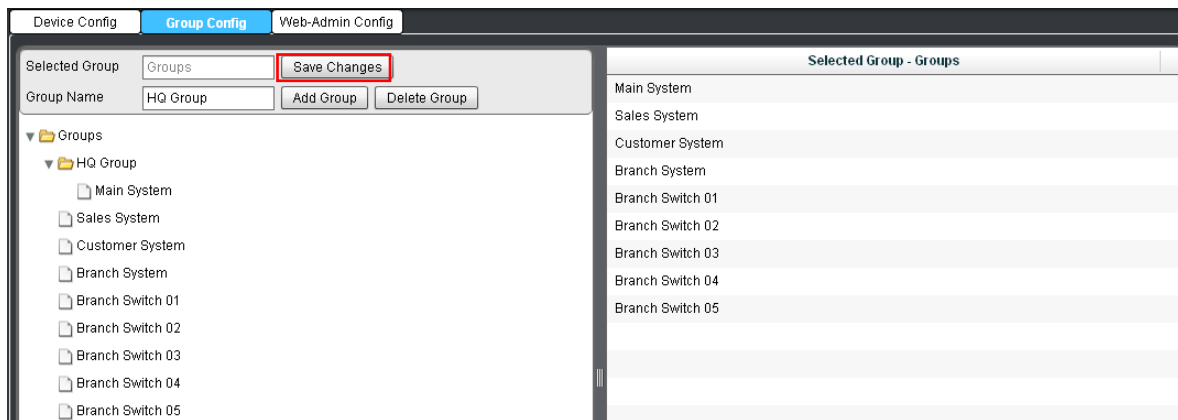 Device Config
Group Config
Web-Admin Config
Selected Group
Groups
Save Changes
Group Name
HQ Group
Add Group
Delete Group
Groups
HQ Group
Main System
Sales System
Customer System
Branch System
Branch Switch 01
Branch Switch 02
Branch Switch 03
Branch Switch 04
Branch Switch 05
Selected Group - Groups
Main System
Sales System
Customer System
Branch System
Branch Switch 01
Branch Switch 02
Branch Switch 03
Branch Switch 04
Branch Switch 05